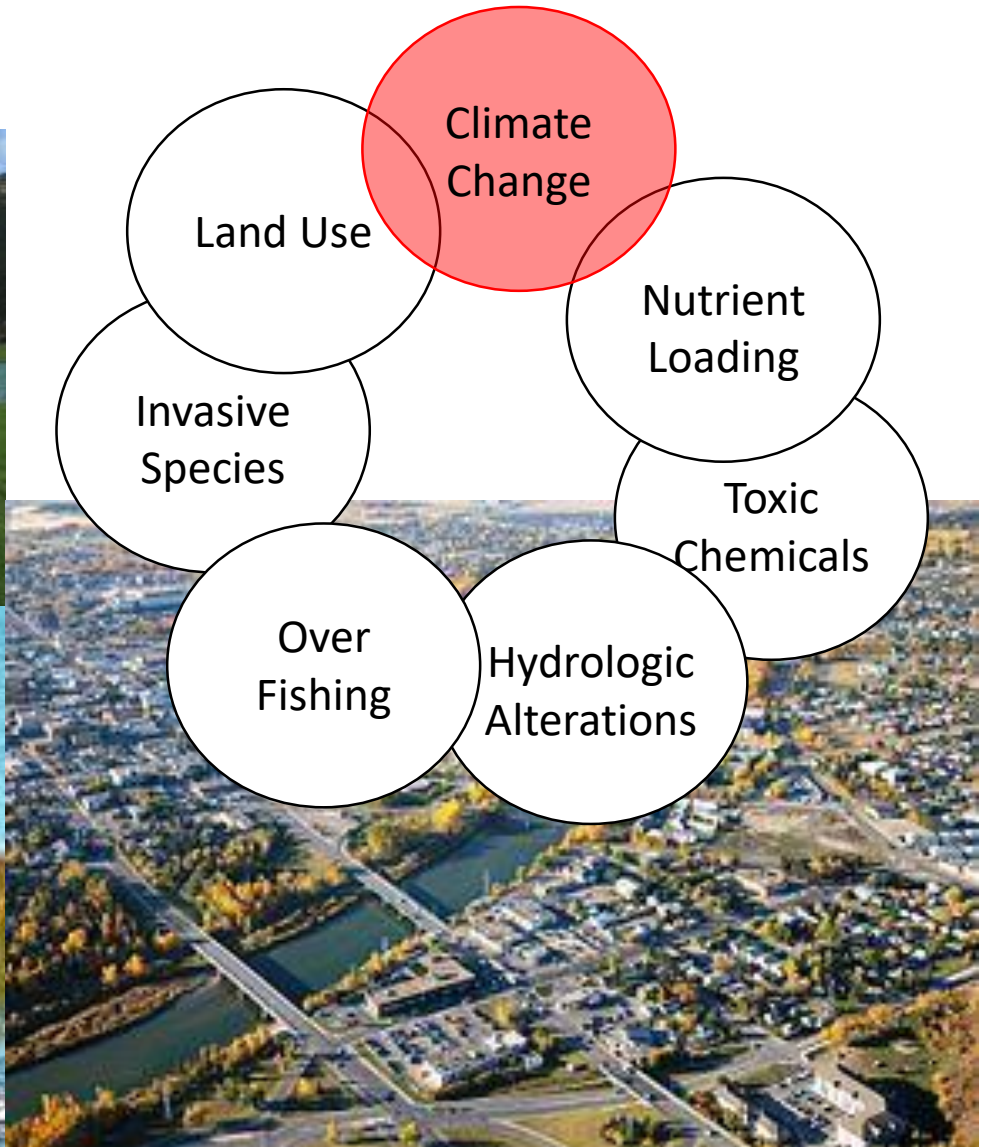 Climate
Change
Land Use
Nutrient
Loading
Invasive
Species
Toxic
Chemicals
Over
Fishing
Hydrologic
Alterations